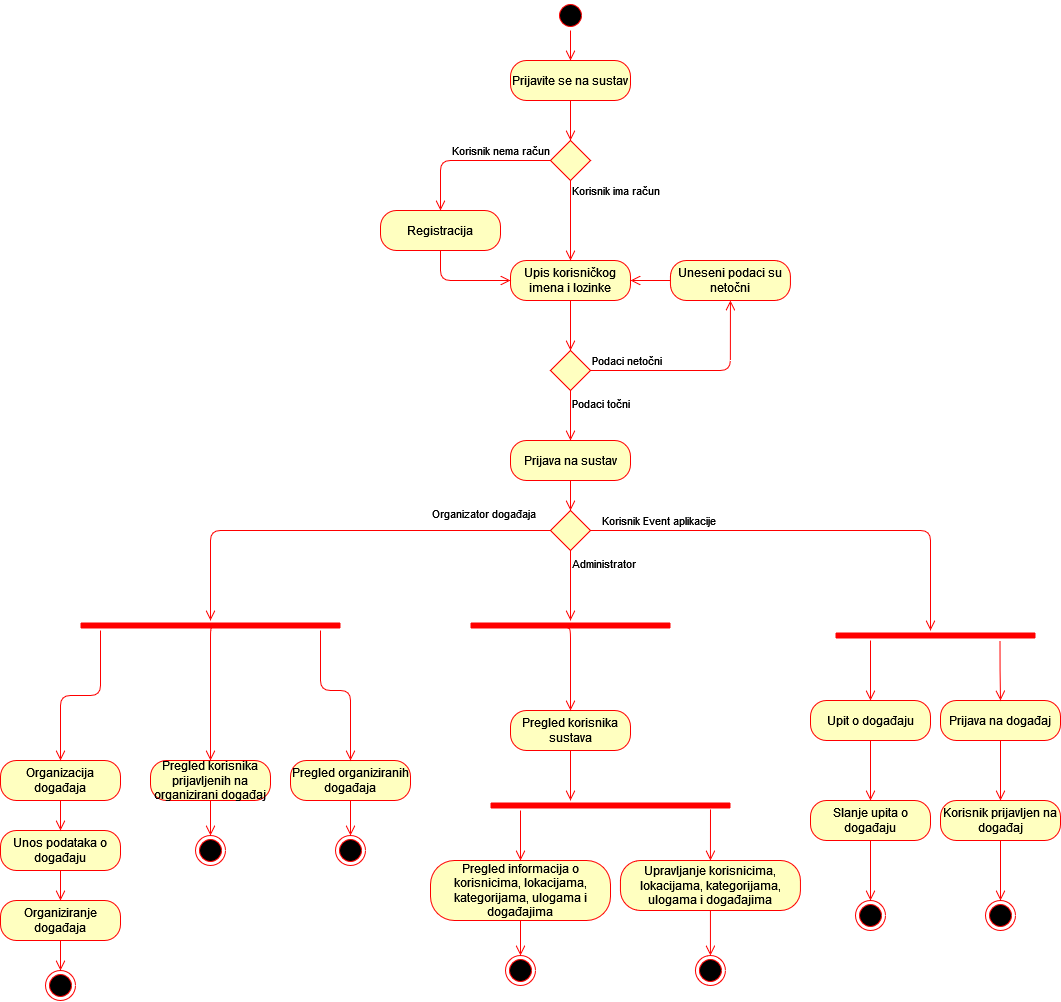 Prijavite se na sustav
Korisnik nema račun
Korisnik ima račun
Registracija
Upis korisničkog
imena i lozinke
Uneseni podaci su
netočni
Podaci netočni
Podaci točni
Prijava na sustav
Organizator događaja
Korisnik Event aplikacije
Administrator
Organizacija
događaja
Pregled korisnika
prijavljenih na
organizirani događaj
Pregled organiziranih
događaja
Pregled korisnika
sustava
Upit o događaju
Prijava na događaj
Unos podataka o
događaju
Slanje upita o
događaju
Korisnik prijavljen na
događaj
Organiziranje
događaja
Pregled informacija o
korisnicima, lokacijama,
kategorijama, ulogama i
događajima
Upravljanje korisnicima,
lokacijama, kategorijama,
ulogama i događajima